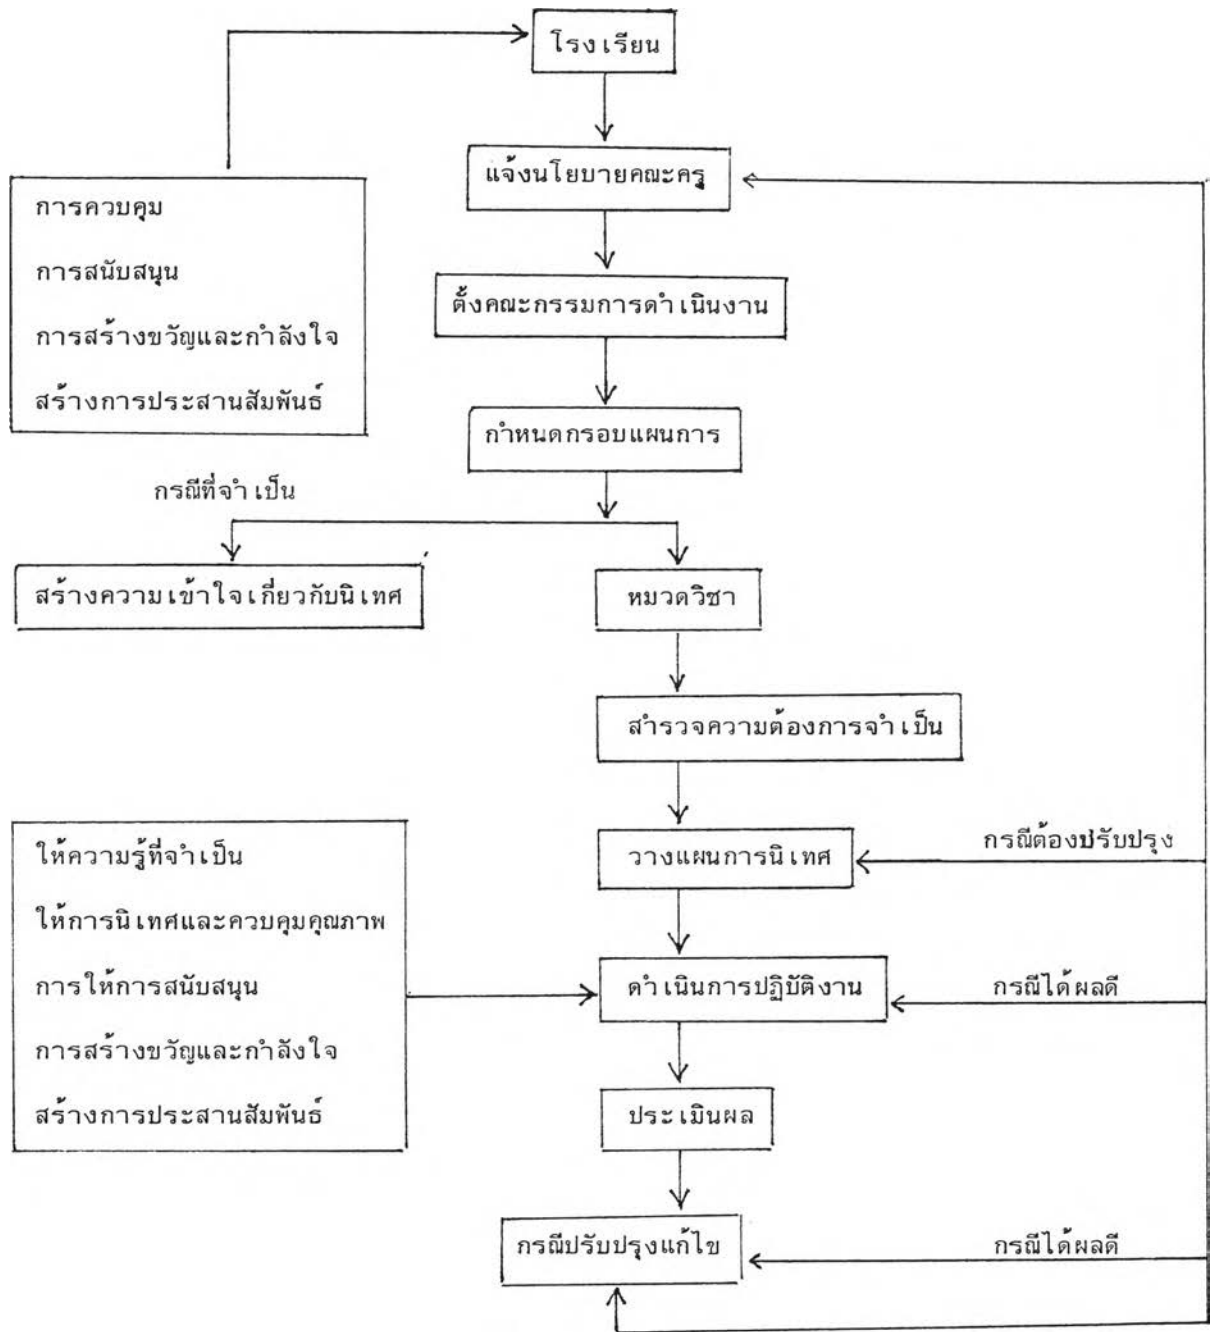 โรงเรียน
แจ้งนโยบายคณะครู
การควบคุม
การสนับสนุน
การสร้างขวัญและกำลังใจ
สร้างการประสานสัมพันธ์
ตั้งคณะกรรมการดำเนินงาน
กำหนดกรอบแผนการ
กรณีที่จำเป็น
สร้างความเข้าใจเกี่ยวกับนิเทศ
หมวดวิชา
สำรวจความต้องการจำเป็น
วางแผนการนิเทศ
กรณีต้องปรับปรุง
ให้ความรู้ที่จำเป็น
ให้การนิเทศและควบคุมคุณภาพ
การให้การสนับสนุน
การสร้างขวัญและกำลังใจ
สร้างการประสานสัมพันธ์
ดำเนินการปฏิบัติงาน
กรณีได้ผลดี
ประเมินผล
กรณีปรับปรุงแก้ไข
กรณีได้ผลดี